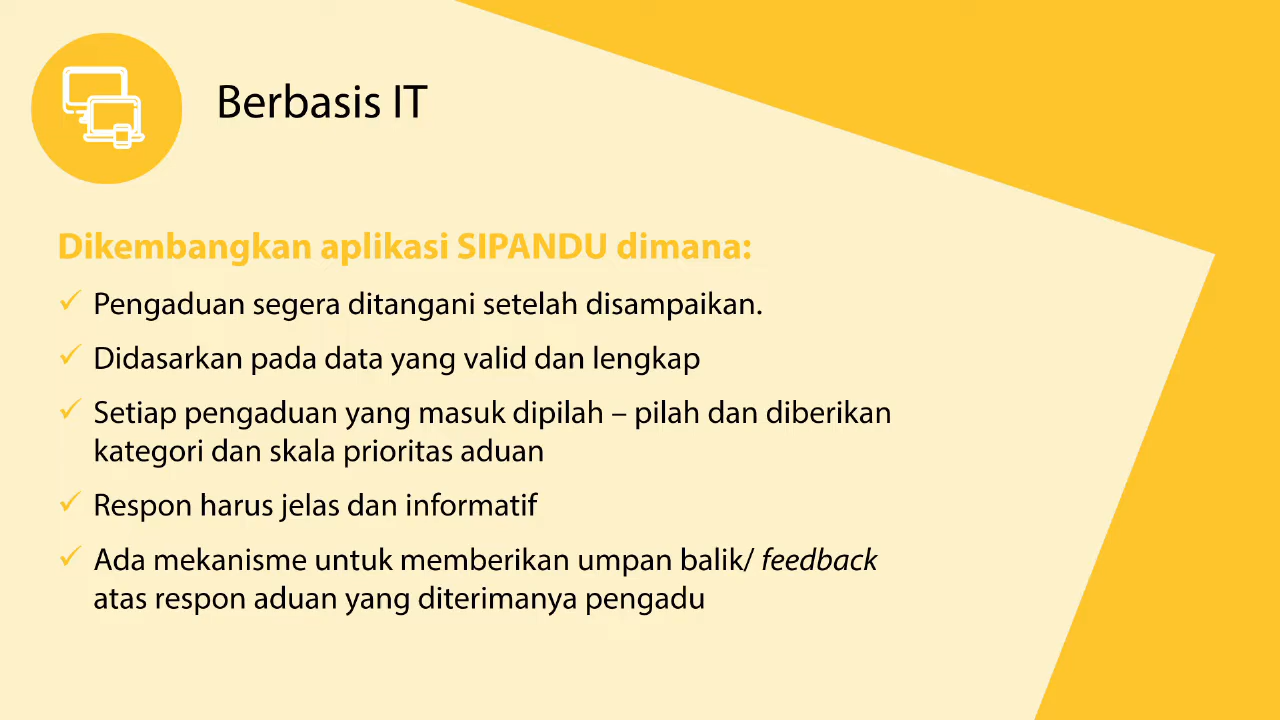 Berbasis IT
Dikembangkan aplikasi SIPANDU dimana:
✓ Pengaduan segera ditangani setelah disampaikan.
✓ Didasarkan pada data yang valid dan lengkap
✓ Setiap pengaduan yang masuk dipilah – pilah dan diberikan
kategori dan skala prioritas aduan
✓ Respon harus jelas dan informatif
✓ Ada mekanisme untuk memberikan umpan balik/ feedback
atas respon aduan yang diterimanya pengadu